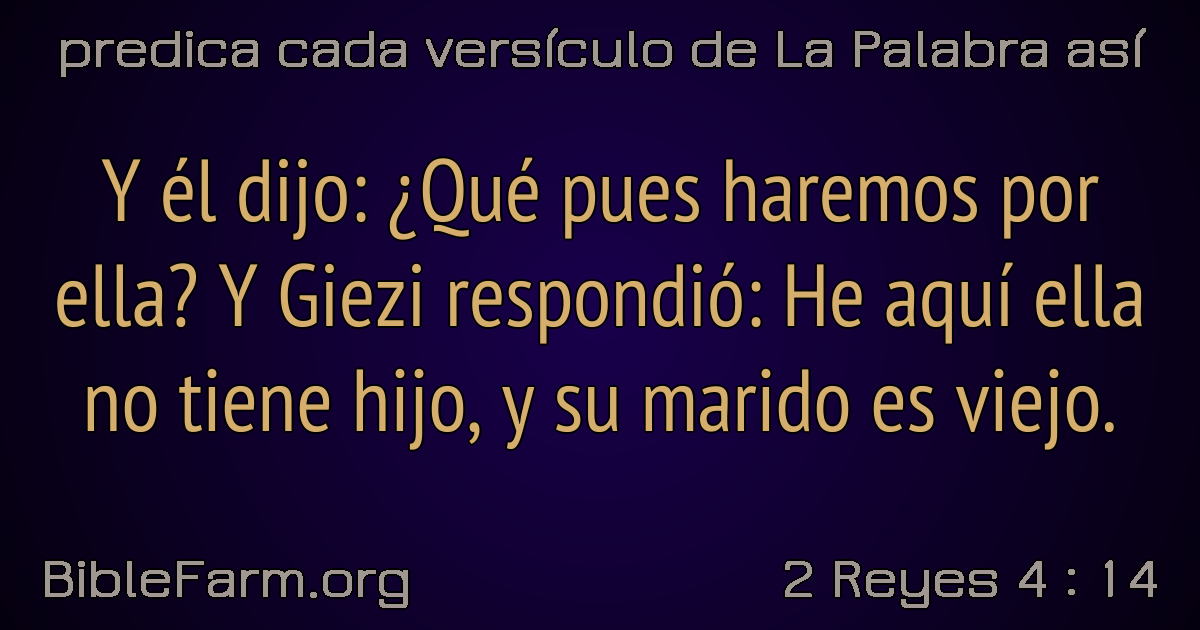 predica cada versículo de La Palabra así
Y él dijo: ¿Qué pues haremos por
ella? Y Giezi respondió: He aquí ella
no tiene hijo, y su marido es viejo.
BibleFarm.org
2 Reyes 4 : 14